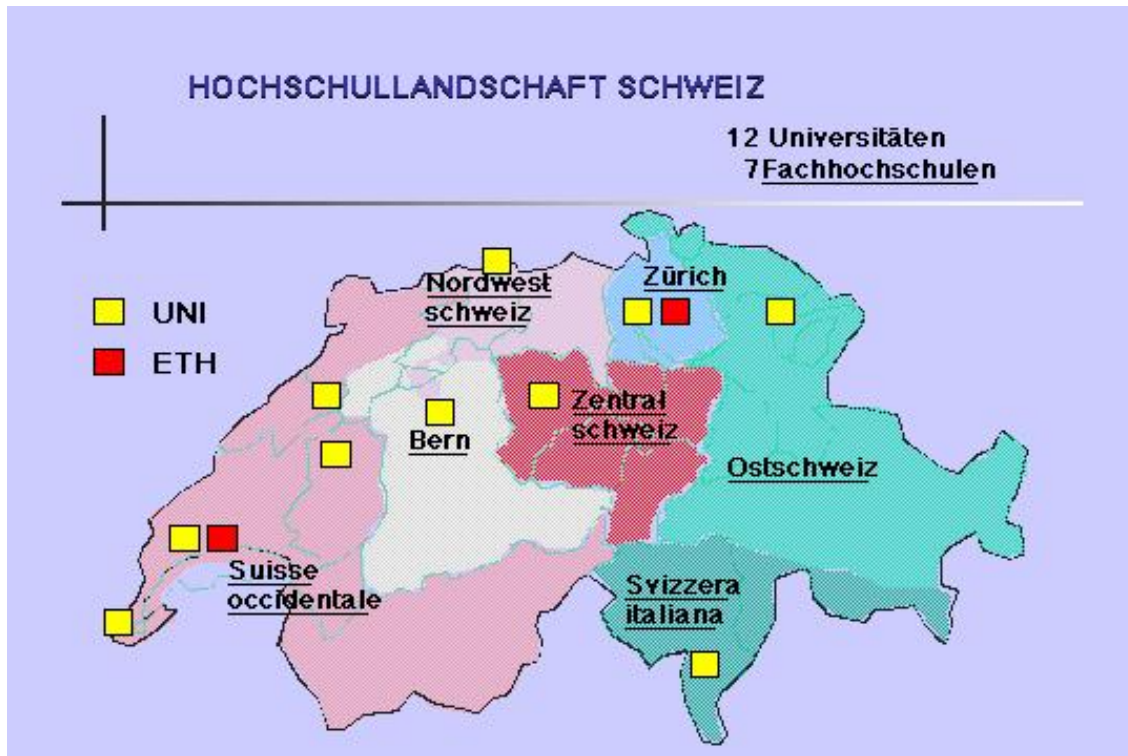 HOCHSCHULLANDSCHAFT SCHWEIZ
12 Universitäten
7Fachhochschulen
UNI
ETH
Nordwest
schweiz
Zürich
Bern
Zentral
schweiz
Ostschweiz
Suisse
occidentale
Svizzera
italiana